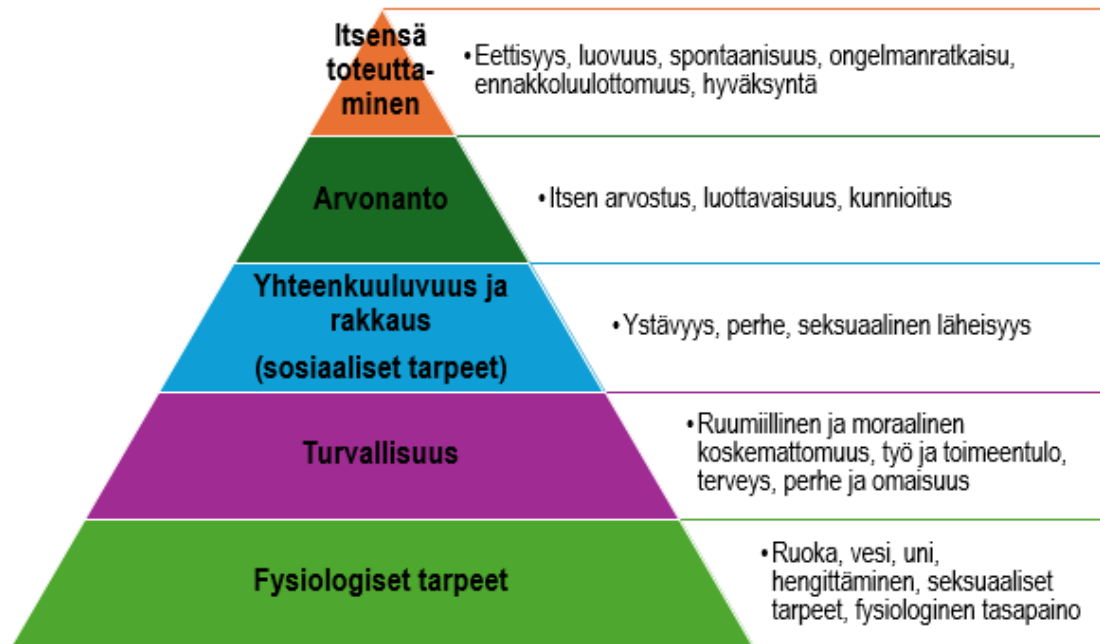 Itsensä
toteutta-
minen
•Eettisyys, luovuus, spontaanisuus, ongelmanratkaisu,
ennakkoluulottomuus, hyväksyntä
Arvonanto
•Itsen arvostus, luottavaisuus, kunnioitus
Yhteenkuuluvuus ja
rakkaus
(sosiaaliset tarpeet)
•Ystävyys, perhe, seksuaalinen läheisyys
Turvallisuus
•Ruumiillinen ja moraalinen
koskemattomuus, työ ja toimeentulo,
terveys, perhe ja omaisuus
Fysiologiset tarpeet
•Ruoka, vesi, uni,
hengittäminen, seksuaaliset
tarpeet, fysiologinen tasapaino